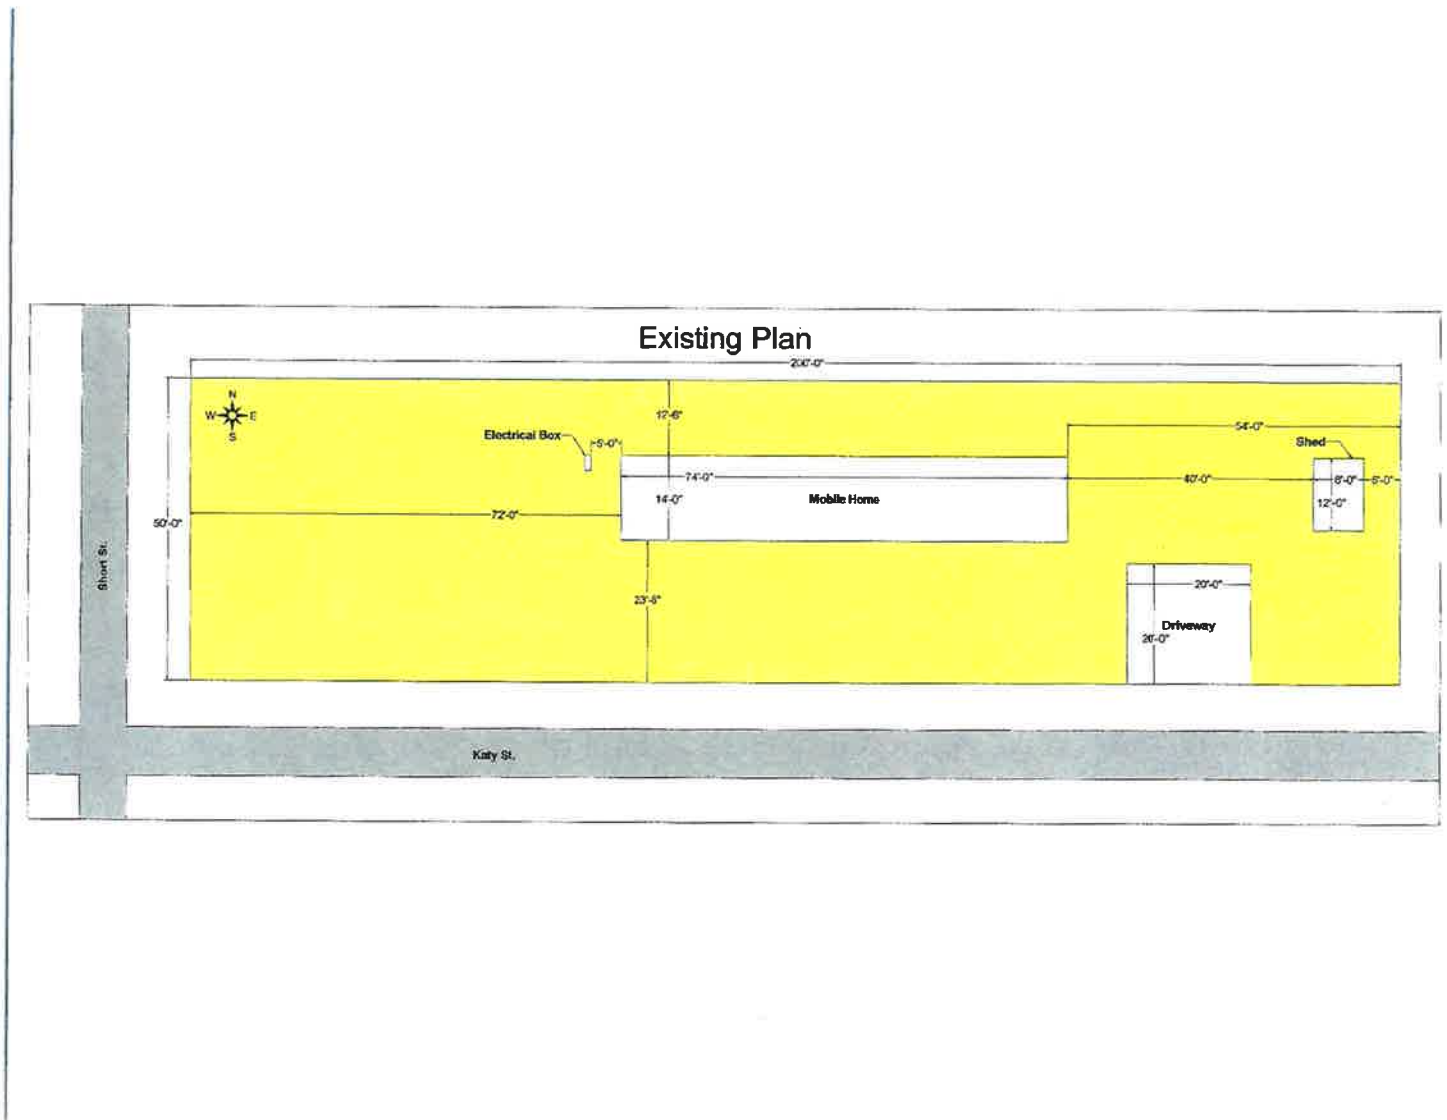 Existing Plan
200'-0"
N
W E
S
12'-6"
54'-0"
Electrical Box
5'-0"
Shed
74'-0"
40'-0"
8'-0"
6'-0"
14'-0"
Mobile Home
12'-0"
72'-0"
50'-0"
Short St.
23'-6"
20'-0"
Driveway
20'-0"
Katy St.